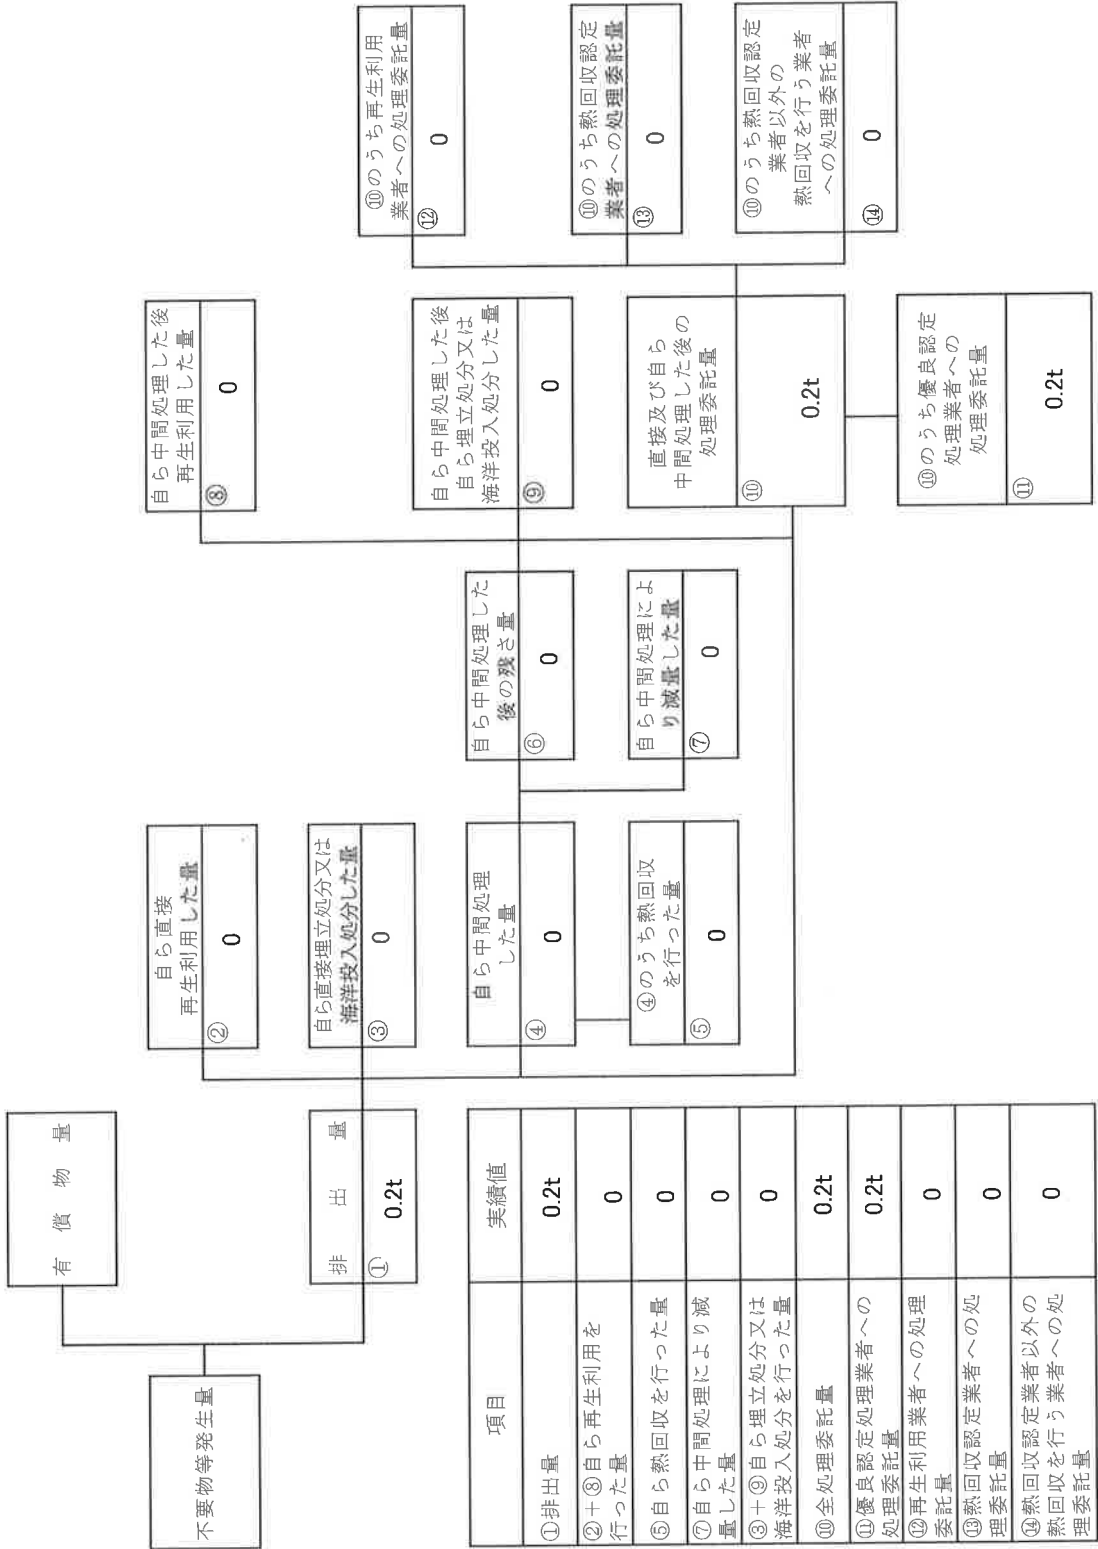 不要物等発生量
有償物量
排出量
①
0.2t
自ら直接
再生利用した量
②
0
自ら直接埋立処分又は
海洋投入処分した量
③
0
自ら中間処理
した量
④
0
④のうち熱回収
を行った量
⑤
0
自ら中間処理した
後の残さ量
⑥
0
自ら中間処理によ
り減量した量
⑦
0
自ら中間処理した後
再生利用した量
⑧
0
自ら中間処理した後
自ら埋立処分又は
海洋投入処分した量
⑨
0
直接及び自ら
中間処理した後の
処理委託量
⑩
0.2t
⑩のうち優良認定
処理業者への
処理委託量
⑪
0.2t
⑩のうち再生利用
業者への処理委託量
⑫
0
⑩のうち熱回収認定
業者への処理委託量
⑬
0
⑩のうち熱回収認定
業者以外の
熱回収を行う業者
への処理委託量
⑭
0
項目 実績値
①排出量 0.2t
②+⑧自ら再生利用を
行った量 0
⑤自ら熱回収を行った量 0
⑦自ら中間処理により減
量した量 0
③+⑨自ら埋立処分又は
海洋投入処分を行った量 0
⑩全処理委託量 0.2t
⑪優良認定処理業者への
処理委託量 0.2t
⑫再生利用業者への処理
委託量 0
⑬熱回収認定業者への処
理委託量 0
⑭熱回収認定業者以外の
熱回収を行う業者への処
理委託量 0